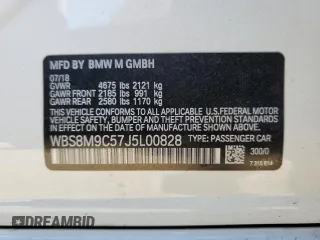 MFD BY BMW M GMBH
07/18
GVWR 4675 lbs 2121 kg
GAWR FRONT 2185 lbs 991 kg
GAWR REAR 2580 lbs 1170 kg
THIS VEHICLE CONFORMS TO ALL APPLICABLE
FEDERAL MOTOR VEHICLE
SAFETY, BUMPER AND THEFT PREVENTION STANDARDS
IN EFFECT ON THE DATE OF MANUFACTURE
SHOWN ABOVE.
WBS8M9C57J5L00828 TYPE: PASSENGER CAR
300/0
DREAMBID
DREAMBID.COM